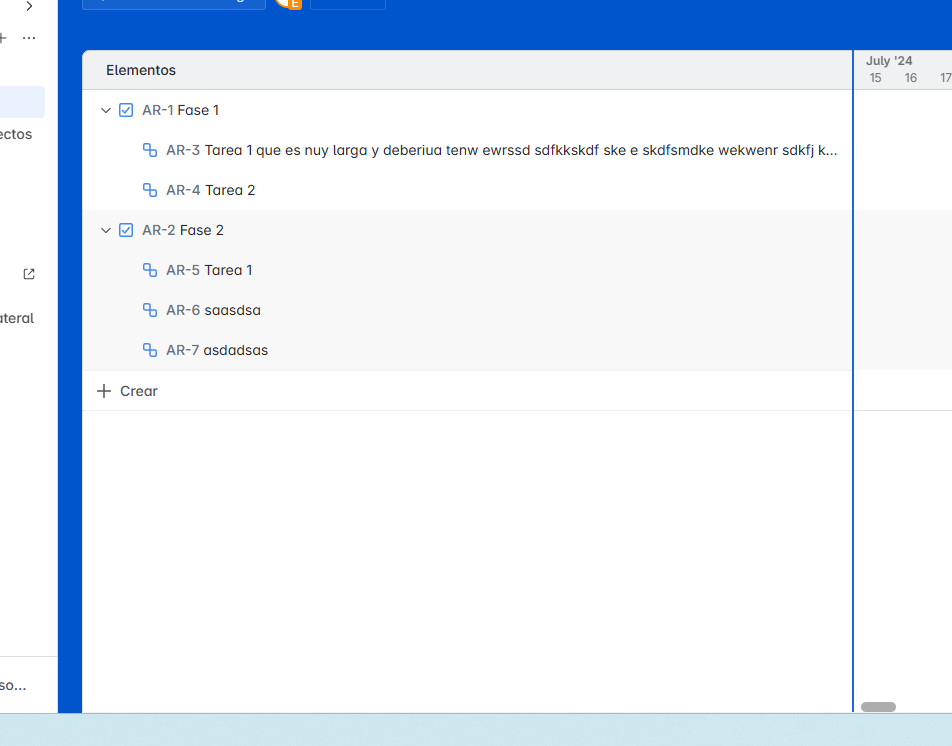 E
Elementos
July '24
15 16 17
AR-1 Fase 1
ectos
AR-3 Tarea 1 que es nuy larga y deberiua tenw ewrssd sdfkkskdf ske e skdfsmdke wekwenr sdkfj k...
AR-4 Tarea 2
AR-2 Fase 2
AR-5 Tarea 1
AR-6 saasdsa
ateral
AR-7 asdadsas
Crear
so...